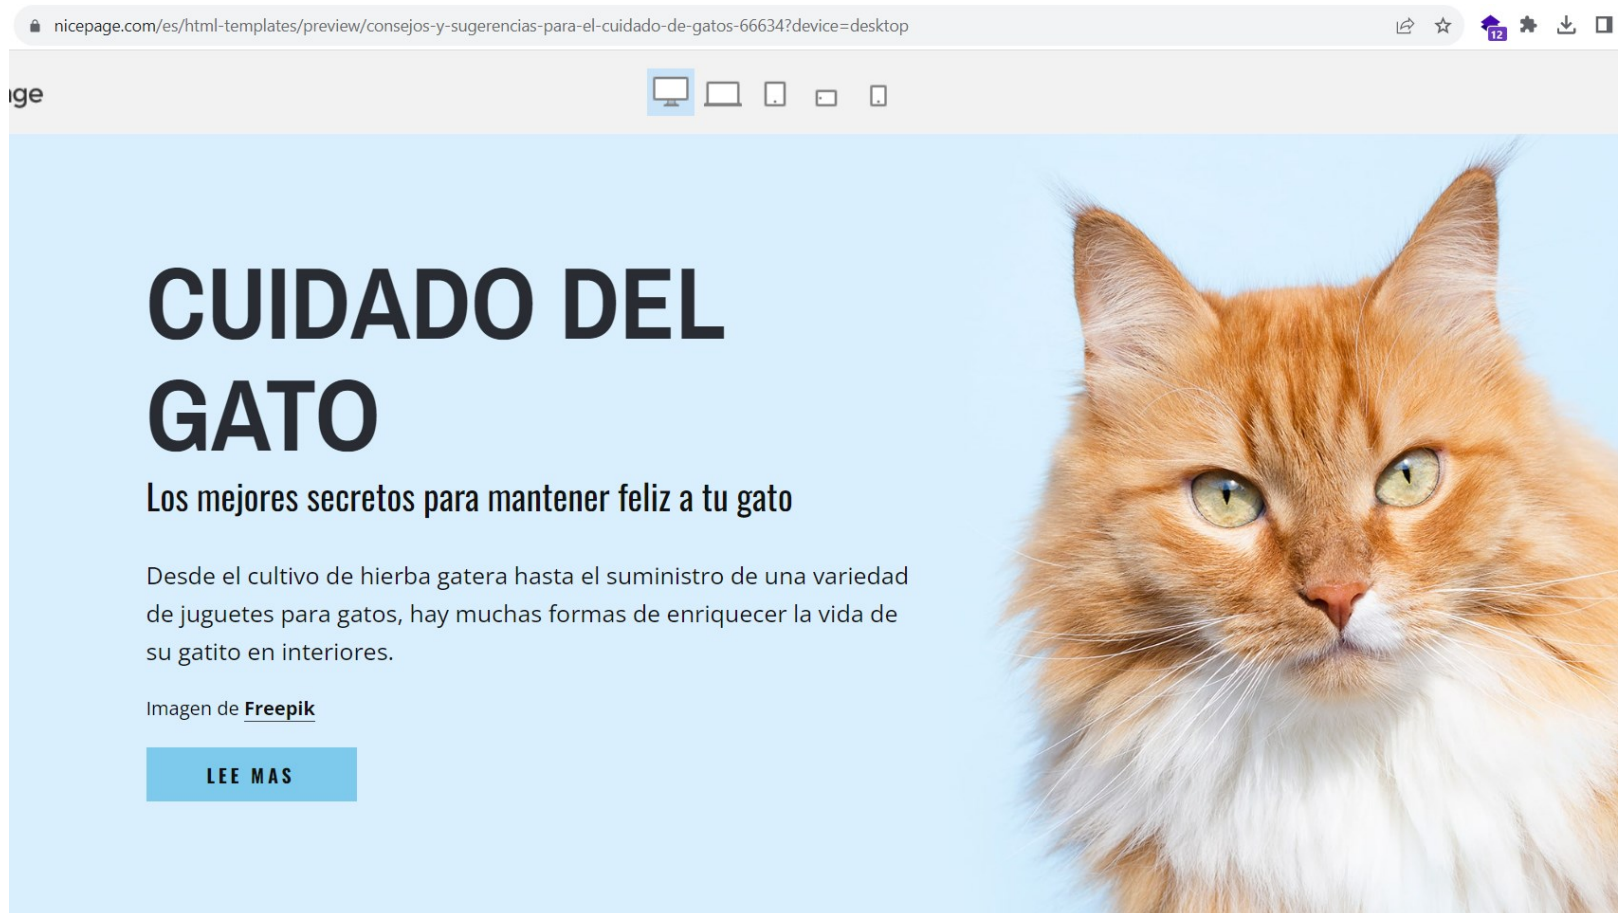 nicepage.com/es/html-templates/preview/consejos-y-sugerencias-para-el-cuidado-de-gatos-66634?device=desktop
12
age
CUIDADO DEL
GATO
Los mejores secretos para mantener feliz a tu gato
Desde el cultivo de hierba gatera hasta el suministro de una variedad
de juguetes para gatos, hay muchas formas de enriquecer la vida de
su gatito en interiores.
Imagen de Freepik
LEE MAS